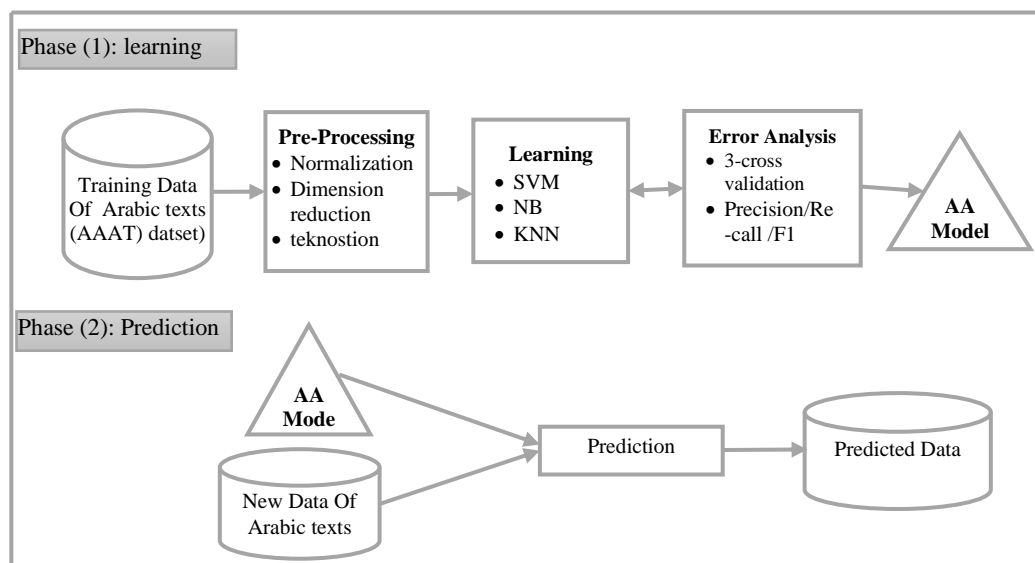 Phase (1): learning
Training Data
Of Arabic texts
(AAAT) datset)
Pre-Processing
• Normalization
• Dimension
reduction
• teknostion
Learning
• SVM
• NB
• KNN
Error Analysis
• 3-cross
validation
• Precision/Re
-call /F1
AA
Model
Phase (2): Prediction
AA
Mode
New Data Of
Arabic texts
Prediction
Predicted Data